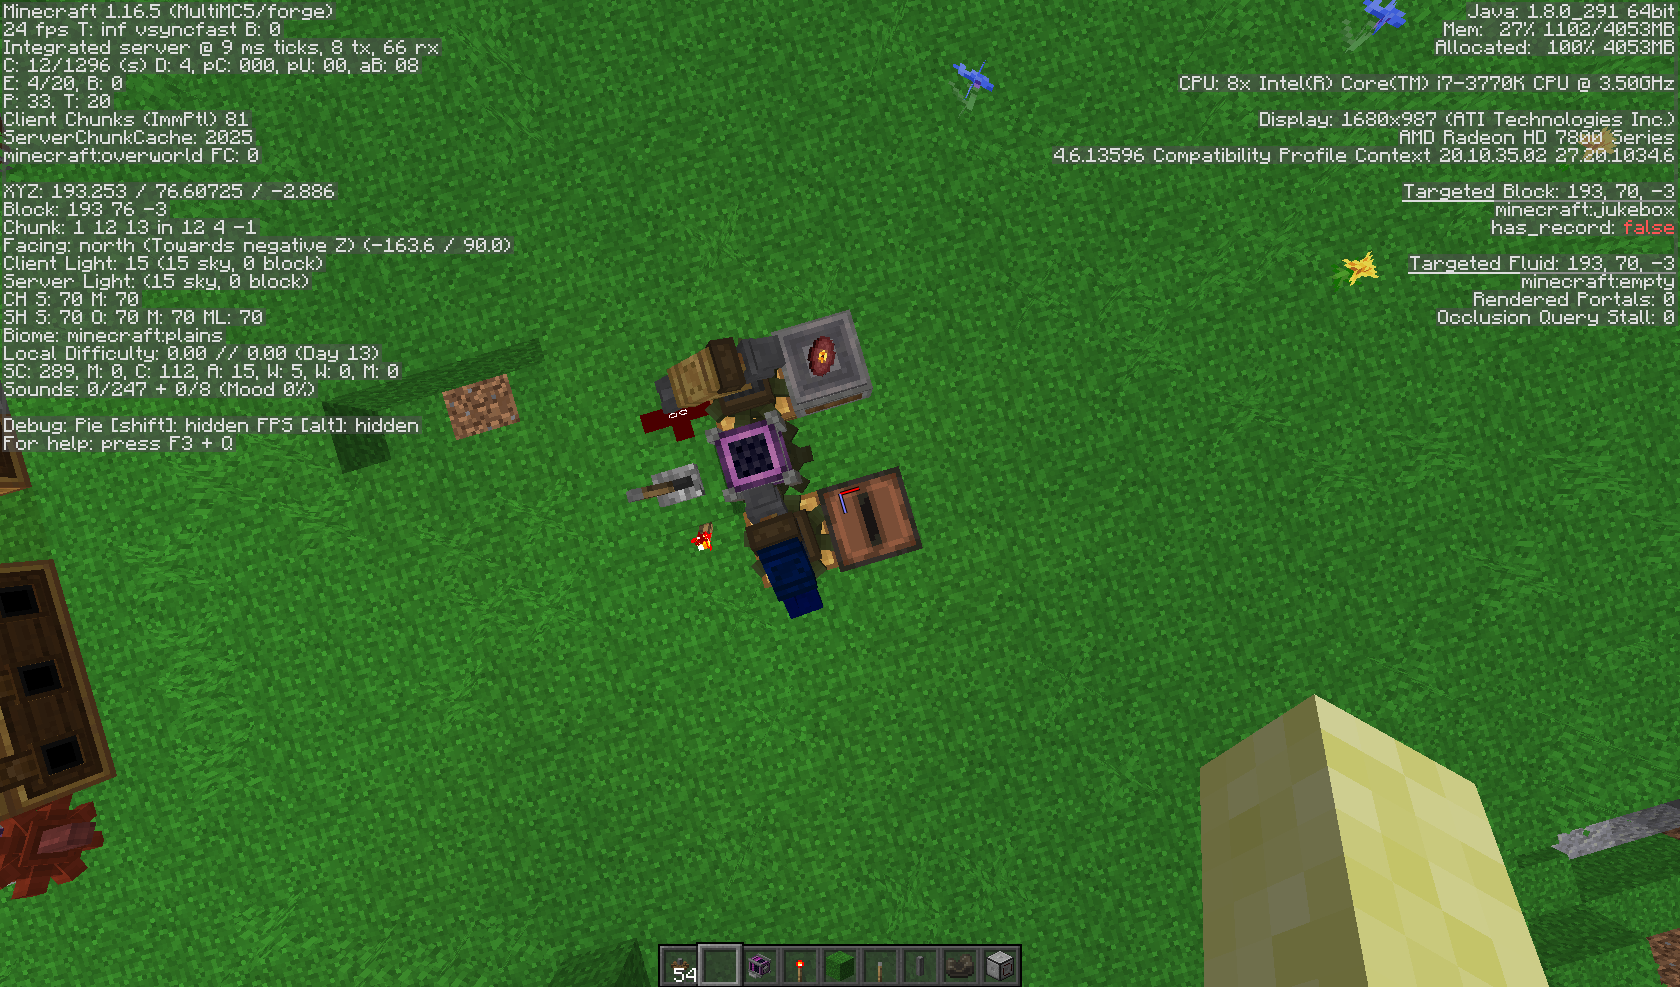 Minecraft 1.16.5 (MultiMC5/forge)
24 fps T: inf vsyncfast B: 0
Integrated server @ 9 ms ticks, 8 tx, 66 rx
C: 12/1296 (s) D: 4, pC: 000, pU: 00, aB: 08
E: 4/20, B: 0
P: 33. T: 20
Client Chunks (ImmPtl) 81
ServerChunkCache: 2025
minecraft:overworld FC: 0
XYZ: 193.253 / 76.60725 / -2.886
Block: 193 76 -3
Chunk: 1 12 13 in 12 4 -1
Facing: north (Towards negative Z) (-163.6 / 90.0)
Client Light: 15 (15 sky, 0 block)
Server Light: (15 sky, 0 block)
CH S: 70 M: 70
SH S: 70 O: 70 M: 70 ML: 70
Biome: minecraft:plains
Local Difficulty: 0.00 // 0.00 (Day 13)
SC: 289, M: 0, C: 112, A: 15, W: 5, W: 0, M: 0
Sounds: 0/247 + 0/8 (Mood 0%)
Debug: Pie [shift]: hidden FPS [alt]: hidden
For help: press F3 + Q
Java: 1.8.0_291 64bit
Mem: 27% 1102/4053MB
Allocated: 100% 4053MB
CPU: 8x Intel(R) Core(TM) i7-3770K CPU @ 3.50GHz
Display: 1680x987 (ATI Technologies Inc.)
AMD Radeon HD 7800 Series
4.6.13596 Compatibility Profile Context 20.10.35.02 27.20.1034.6
Targeted Block: 193, 70, -3
minecraft:jukebox
has_record: false
Targeted Fluid: 193, 70, -3
minecraft:empty
Rendered Portals: 0
Occlusion Query Stall: 0
54